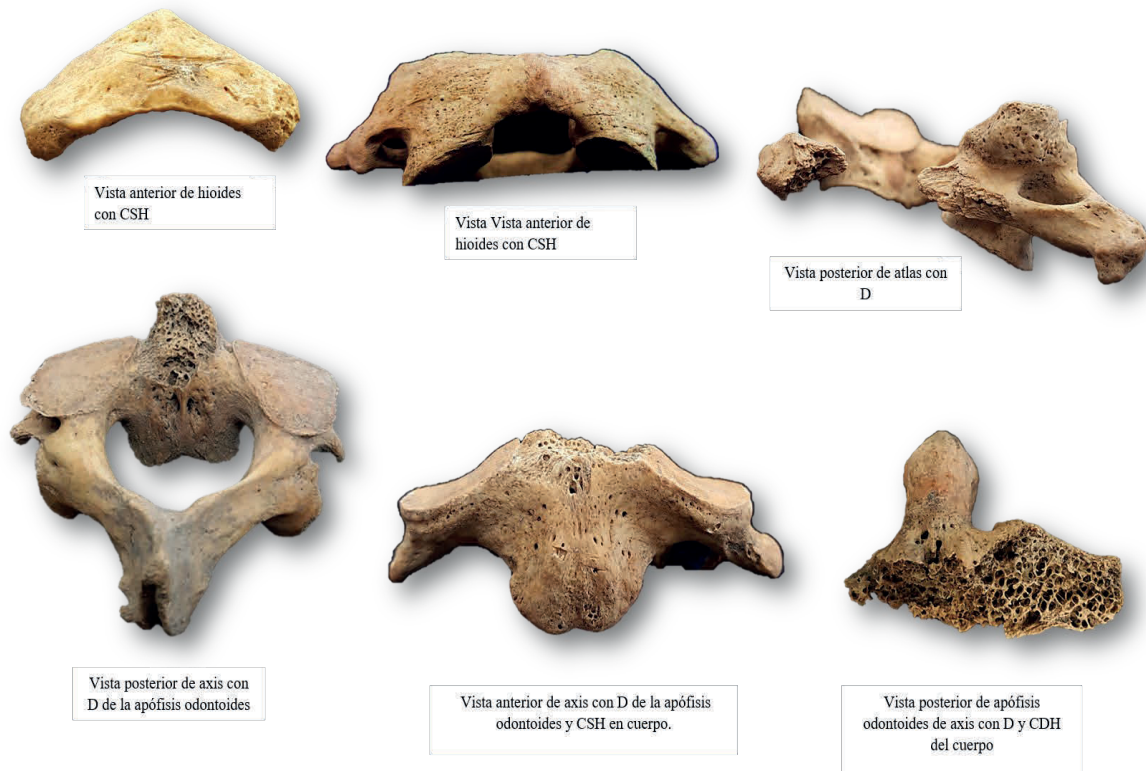 Vista anterior de hioides
con CSH
Vista Vista anterior de
hioides con CSH
Vista posterior de atlas con
D
Vista posterior de axis con
D de la apófisis odontoides
Vista anterior de axis con D de la apófisis
odontoides y CSH en cuerpo.
Vista posterior de apófisis
odontoides de axis con D y CDH
del cuerpo